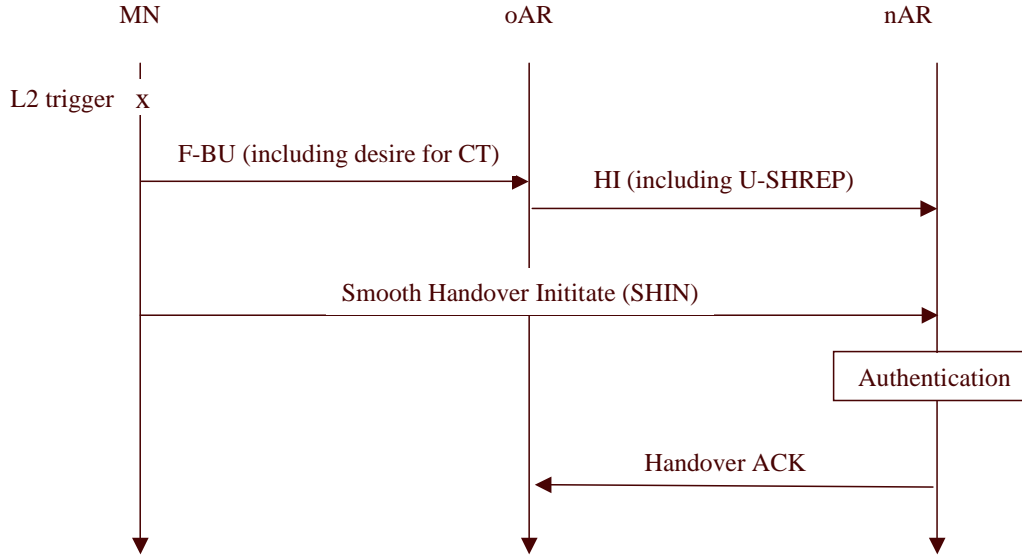 MN
oAR
nAR
L2 trigger x
F-BU (including desire for CT)
HI (including U-SHREP)
Smooth Handover Inititate (SHIN)
Authentication
Handover ACK